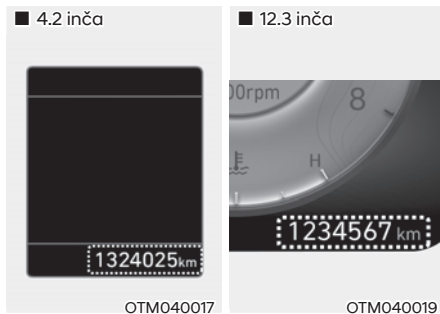 ■ 4.2 inča
1324025km
OTM040017
■ 12.3 inča
00rpm
8
H
1234567 km
OTM040019